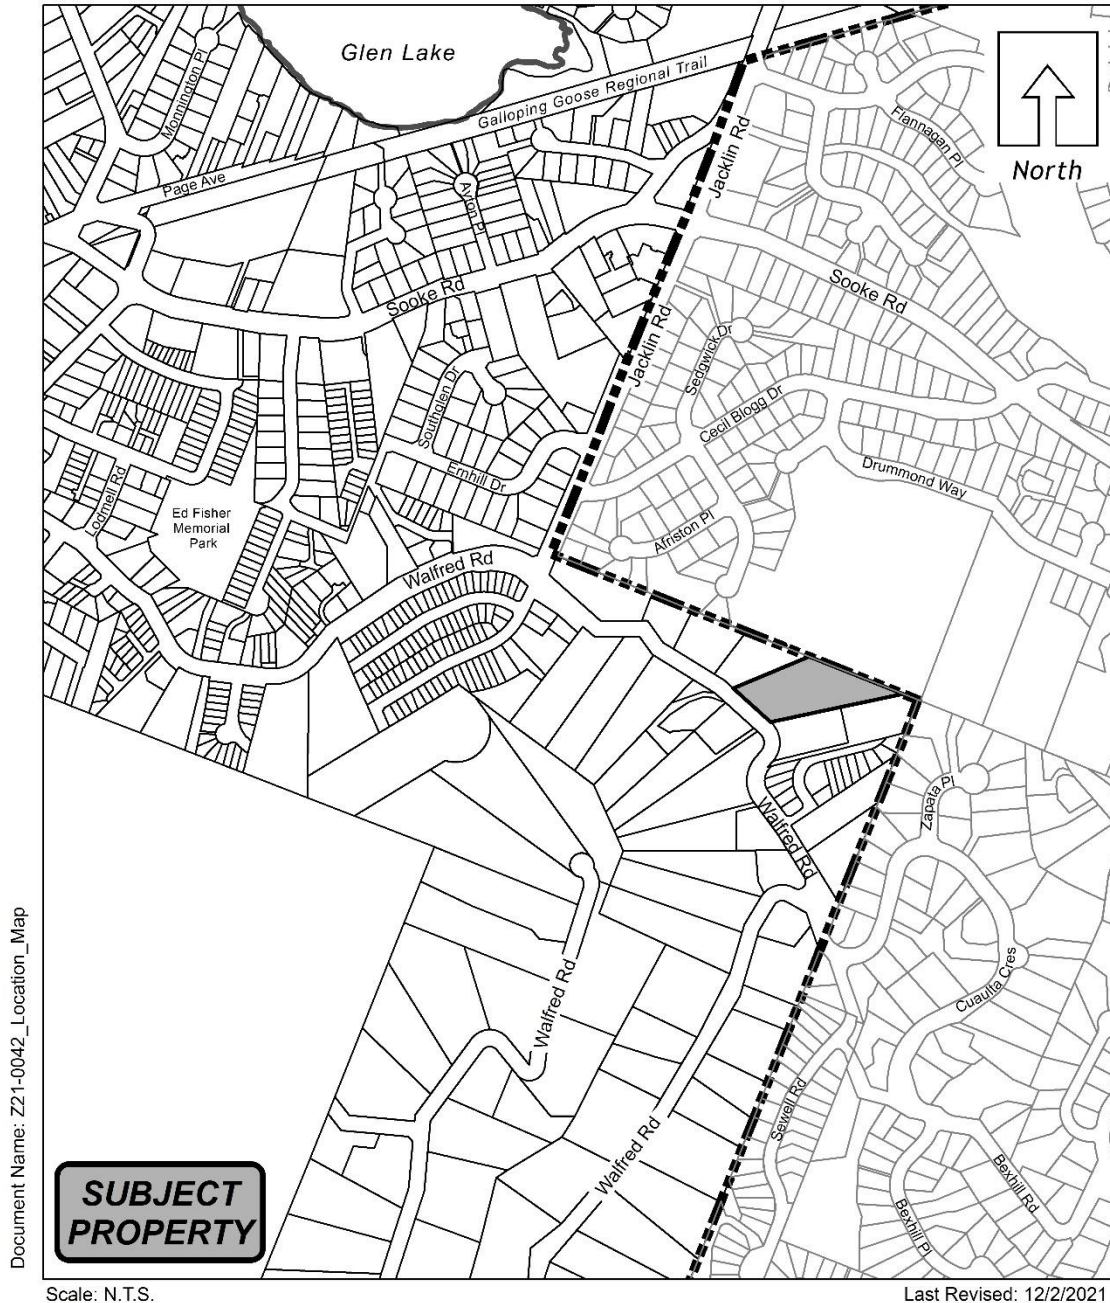 Glen Lake
Monnington Pl
Galloping Goose Regional Trail
Flannagan Pl
North
Jacklin Rd
Page Ave
Ayton Pl
Sooke Rd
Sooke Rd
Jacklin Rd
Sedgwick Dr
Southglen Dr
Cecil Blogg Dr
Ernhill Dr
Drummond Way
Lodmell Rd
Ed Fisher
Memorial
Park
Afriston Pl
Walfred Rd
Zapata Pl
Walfred Rd
Cuaulta Cres
Walfred Rd
Sewell Rd
Walfred Rd
Bexhill Rd
Bexhill Pl
SUBJECT
PROPERTY
Document Name: Z21-0042_Location_Map
Scale: N.T.S.
Last Revised: 12/2/2021